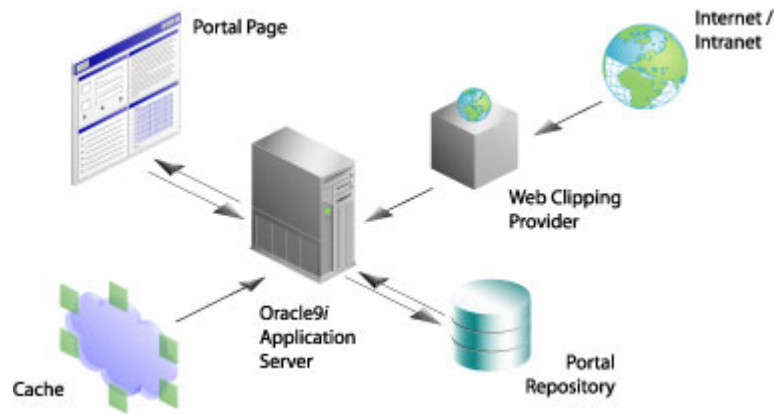 Portal Page
Internet /
Intranet
Web Clipping
Provider
Oracle9i
Application
Server
Portal
Repository
Cache